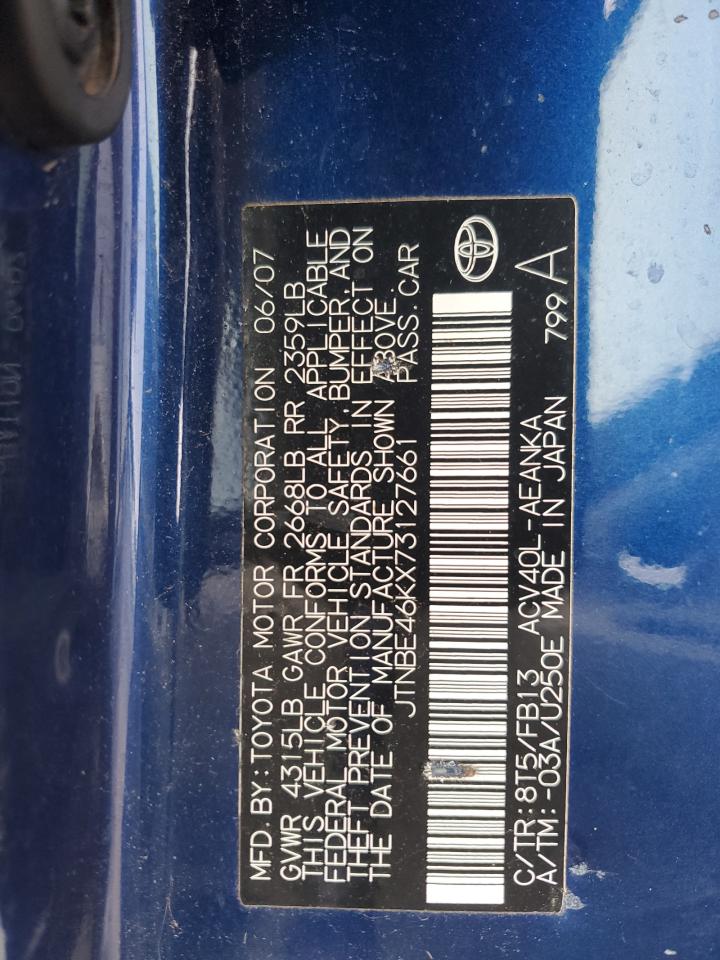 MFD. BY: TOYOTA MOTOR CORPORATION 06/07
GVWR 4315LB GAWR FR 2668LB RR 2359LB
THIS VEHICLE CONFORMS TO ALL APPLICABLE
FEDERAL MOTOR VEHICLE SAFETY, BUMPER, AND
THEFT PREVENTION STANDARDS IN EFFECT ON
THE DATE OF MANUFACTURE SHOWN ABOVE.
JTNBE46KX73127661 PASS. CAR
C/TR: 8T5/FB13 ACV40L-AEANKA
A/TM: -03A/U250E MADE IN JAPAN 799 A